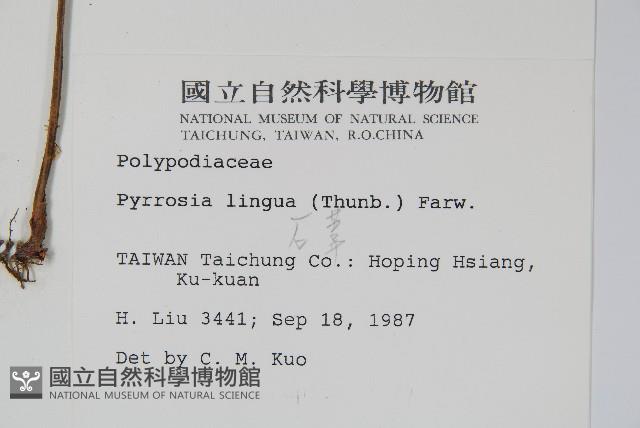 國立自然科學博物館
NATIONAL MUSEUM OF NATURAL SCIENCE
TAICHUNG, TAIWAN, R.O.CHINA
Polypodiaceae
Pyrrosia lingua (Thunb.) Farw.
石葦
TAIWAN Taichung Co.: Hoping Hsiang,
Ku-kuan
H. Liu 3441; Sep 18, 1987
Det by C. M. Kuo
國立自然科學博物館
NATIONAL MUSEUM OF NATURAL SCIENCE